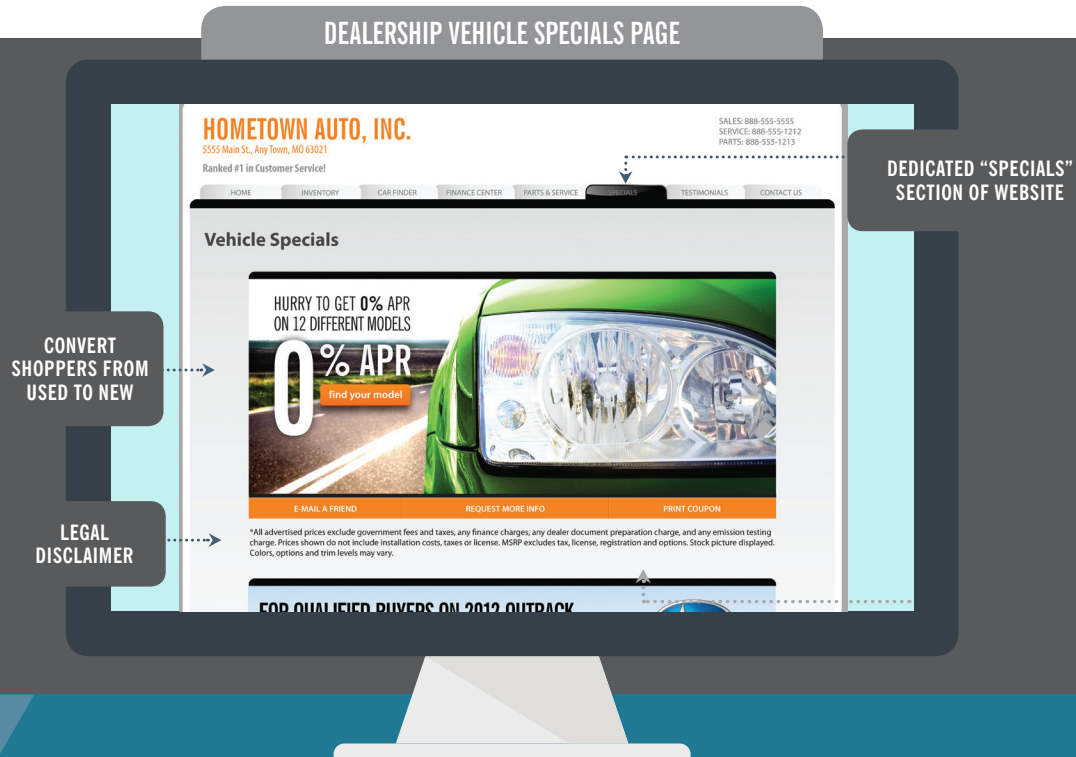 DEALERSHIP VEHICLE SPECIALS PAGE
HOMETOWN AUTO, INC.
5555 Main St., Any Town, MO 63021
Ranked #1 in Customer Service!
SALES: 888-555-5555
SERVICE: 888-555-1212
PARTS: 888-555-1213
HOME INVENTORY CAR FINDER FINANCE CENTER PARTS & SERVICE SPECIALS TESTIMONIALS CONTACT US
DEDICATED “SPECIALS”
SECTION OF WEBSITE
Vehicle Specials
HURRY TO GET 0% APR
ON 12 DIFFERENT MODELS
0% APR
find your model
CONVERT
SHOPPERS FROM
USED TO NEW
E-MAIL A FRIEND REQUEST MORE INFO PRINT COUPON
LEGAL
DISCLAIMER
*All advertised prices exclude government fees and taxes, any finance charges, any dealer document preparation charge, and any emission testing
charge. Prices shown do not include installation costs, taxes or license. MSRP excludes tax, license, registration and options. Stock picture displayed.
Colors, options and trim levels may vary.
FOR QUALIFIED BUYERS ON 2012 OUTBACK